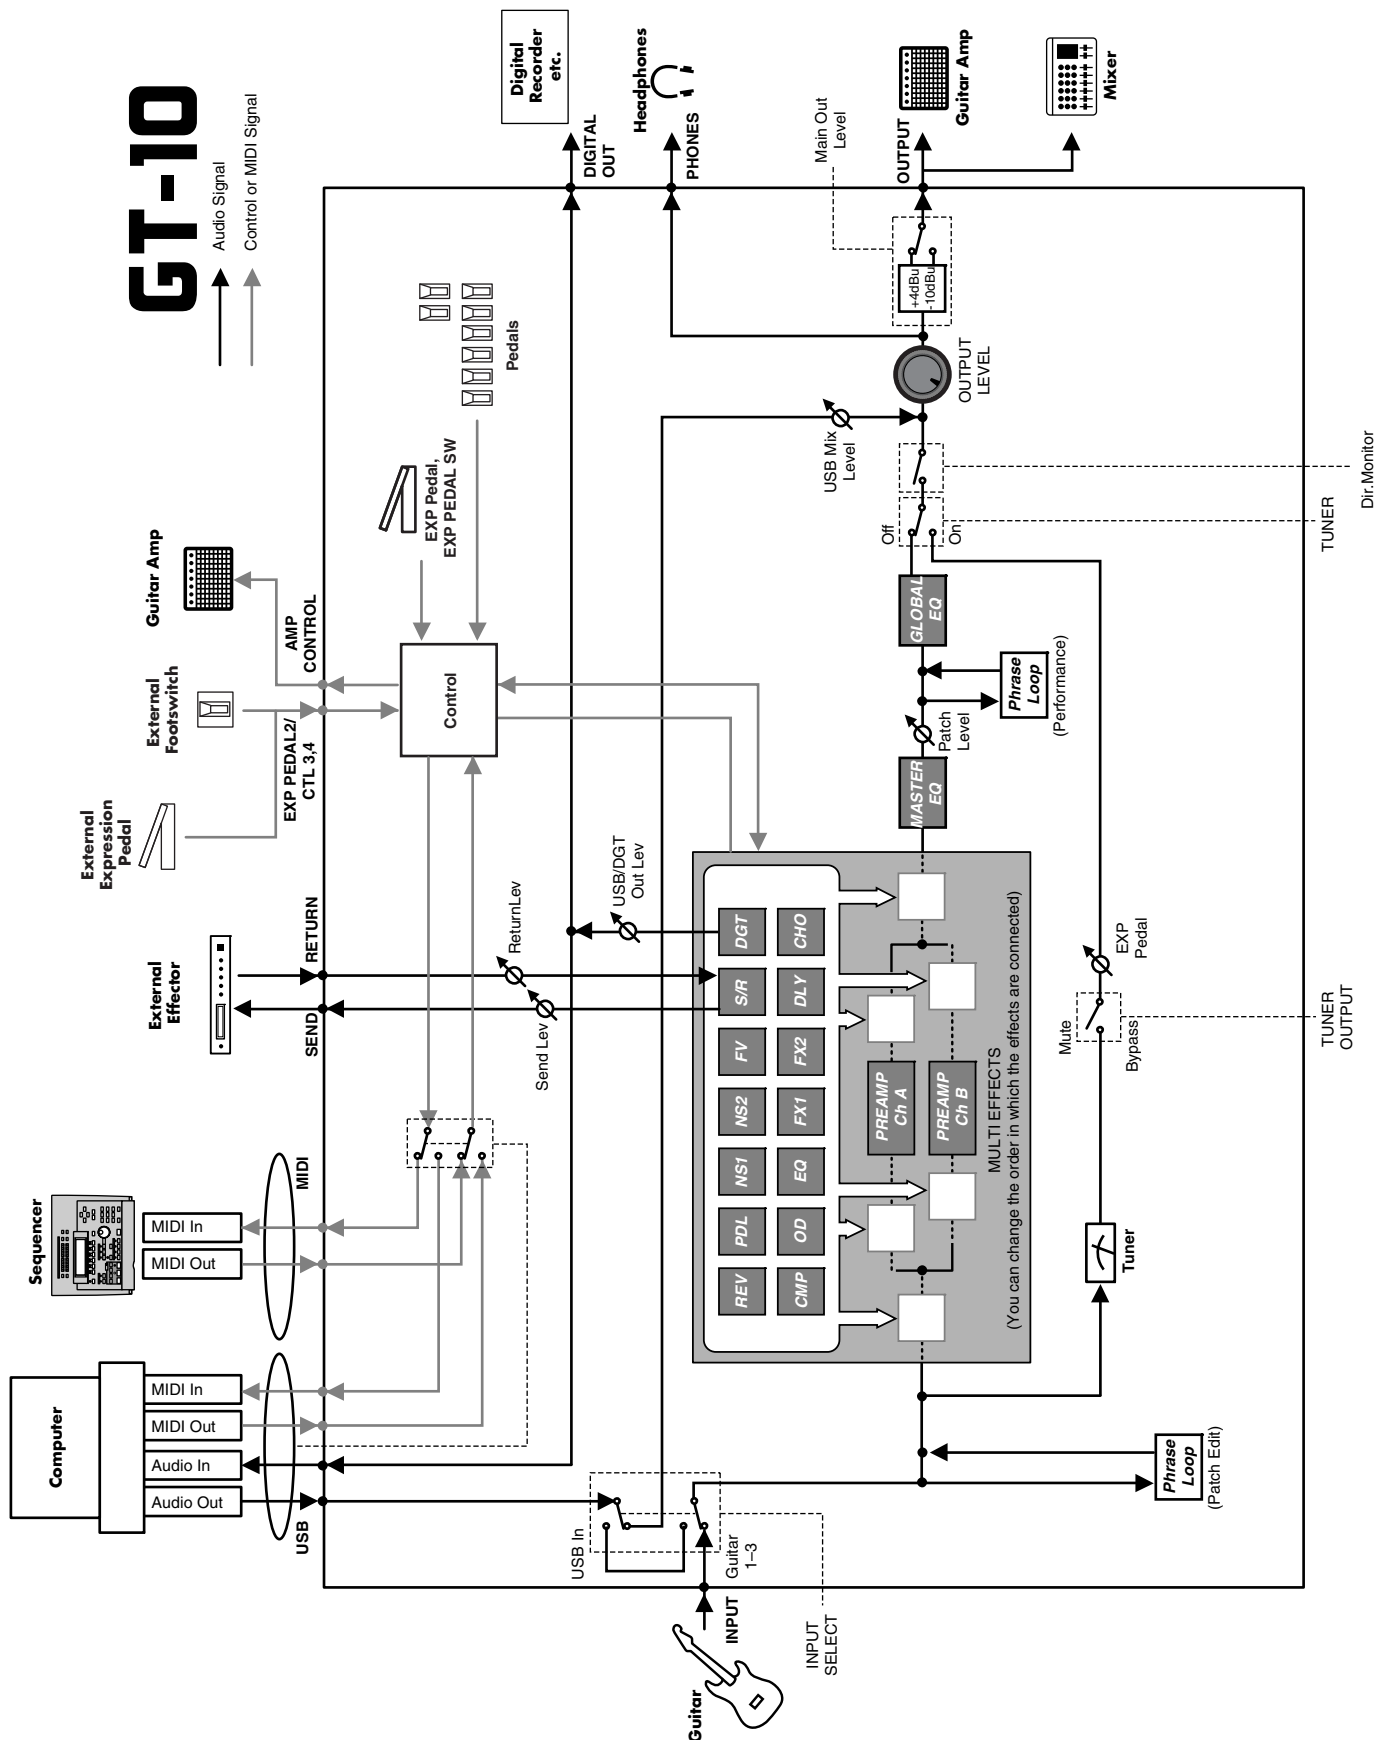 GT-10
Audio Signal
Control or MIDI Signal
Computer
Audio Out
Audio In
MIDI Out
MIDI In
USB
Sequencer
MIDI Out
MIDI In
MIDI
External
Effector
SEND
RETURN
External
Expression
Pedal
External
Footswitch
EXP PEDAL2/
CTL 3,4
Guitar Amp
AMP
CONTROL
Control
EXP Pedal,
EXP PEDAL SW
Pedals
Digital
Recorder
etc.
DIGITAL
OUT
Headphones
PHONES
Send Lev
ReturnLev
USB/DGT
Out Lev
USB In
Guitar
1–3
Guitar
INPUT
INPUT
SELECT
REV
PDL
NS1
NS2
FV
S/R
DGT
CMP
OD
EQ
FX1
FX2
DLY
CHO
PREAMP
Ch A
PREAMP
Ch B
MULTI EFFECTS
(You can change the order in which the effects are connected)
MASTER
EQ
Patch
Level
GLOBAL
EQ
Off
On
USB Mix
Level
OUTPUT
LEVEL
+4dBu
-10dBu
Main Out
Level
OUTPUT
Guitar Amp
Mixer
Phrase
Loop
(Patch Edit)
Tuner
Mute
Bypass
EXP
Pedal
Phrase
Loop
(Performance)
TUNER
OUTPUT
TUNER
Dir.Monitor